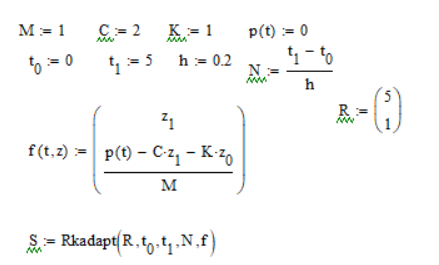 M := 1 C := 2 K := 1 p(t) := 0
t₀ := 0 t₁ := 5 h := 0.2 N := (t₁ − t₀)/h
R := (5
1)
f(t,z) := (z₁
(p(t) − C·z₁ − K·z₀)/M)
S := Rkadapt(R,t₀,t₁,N,f)